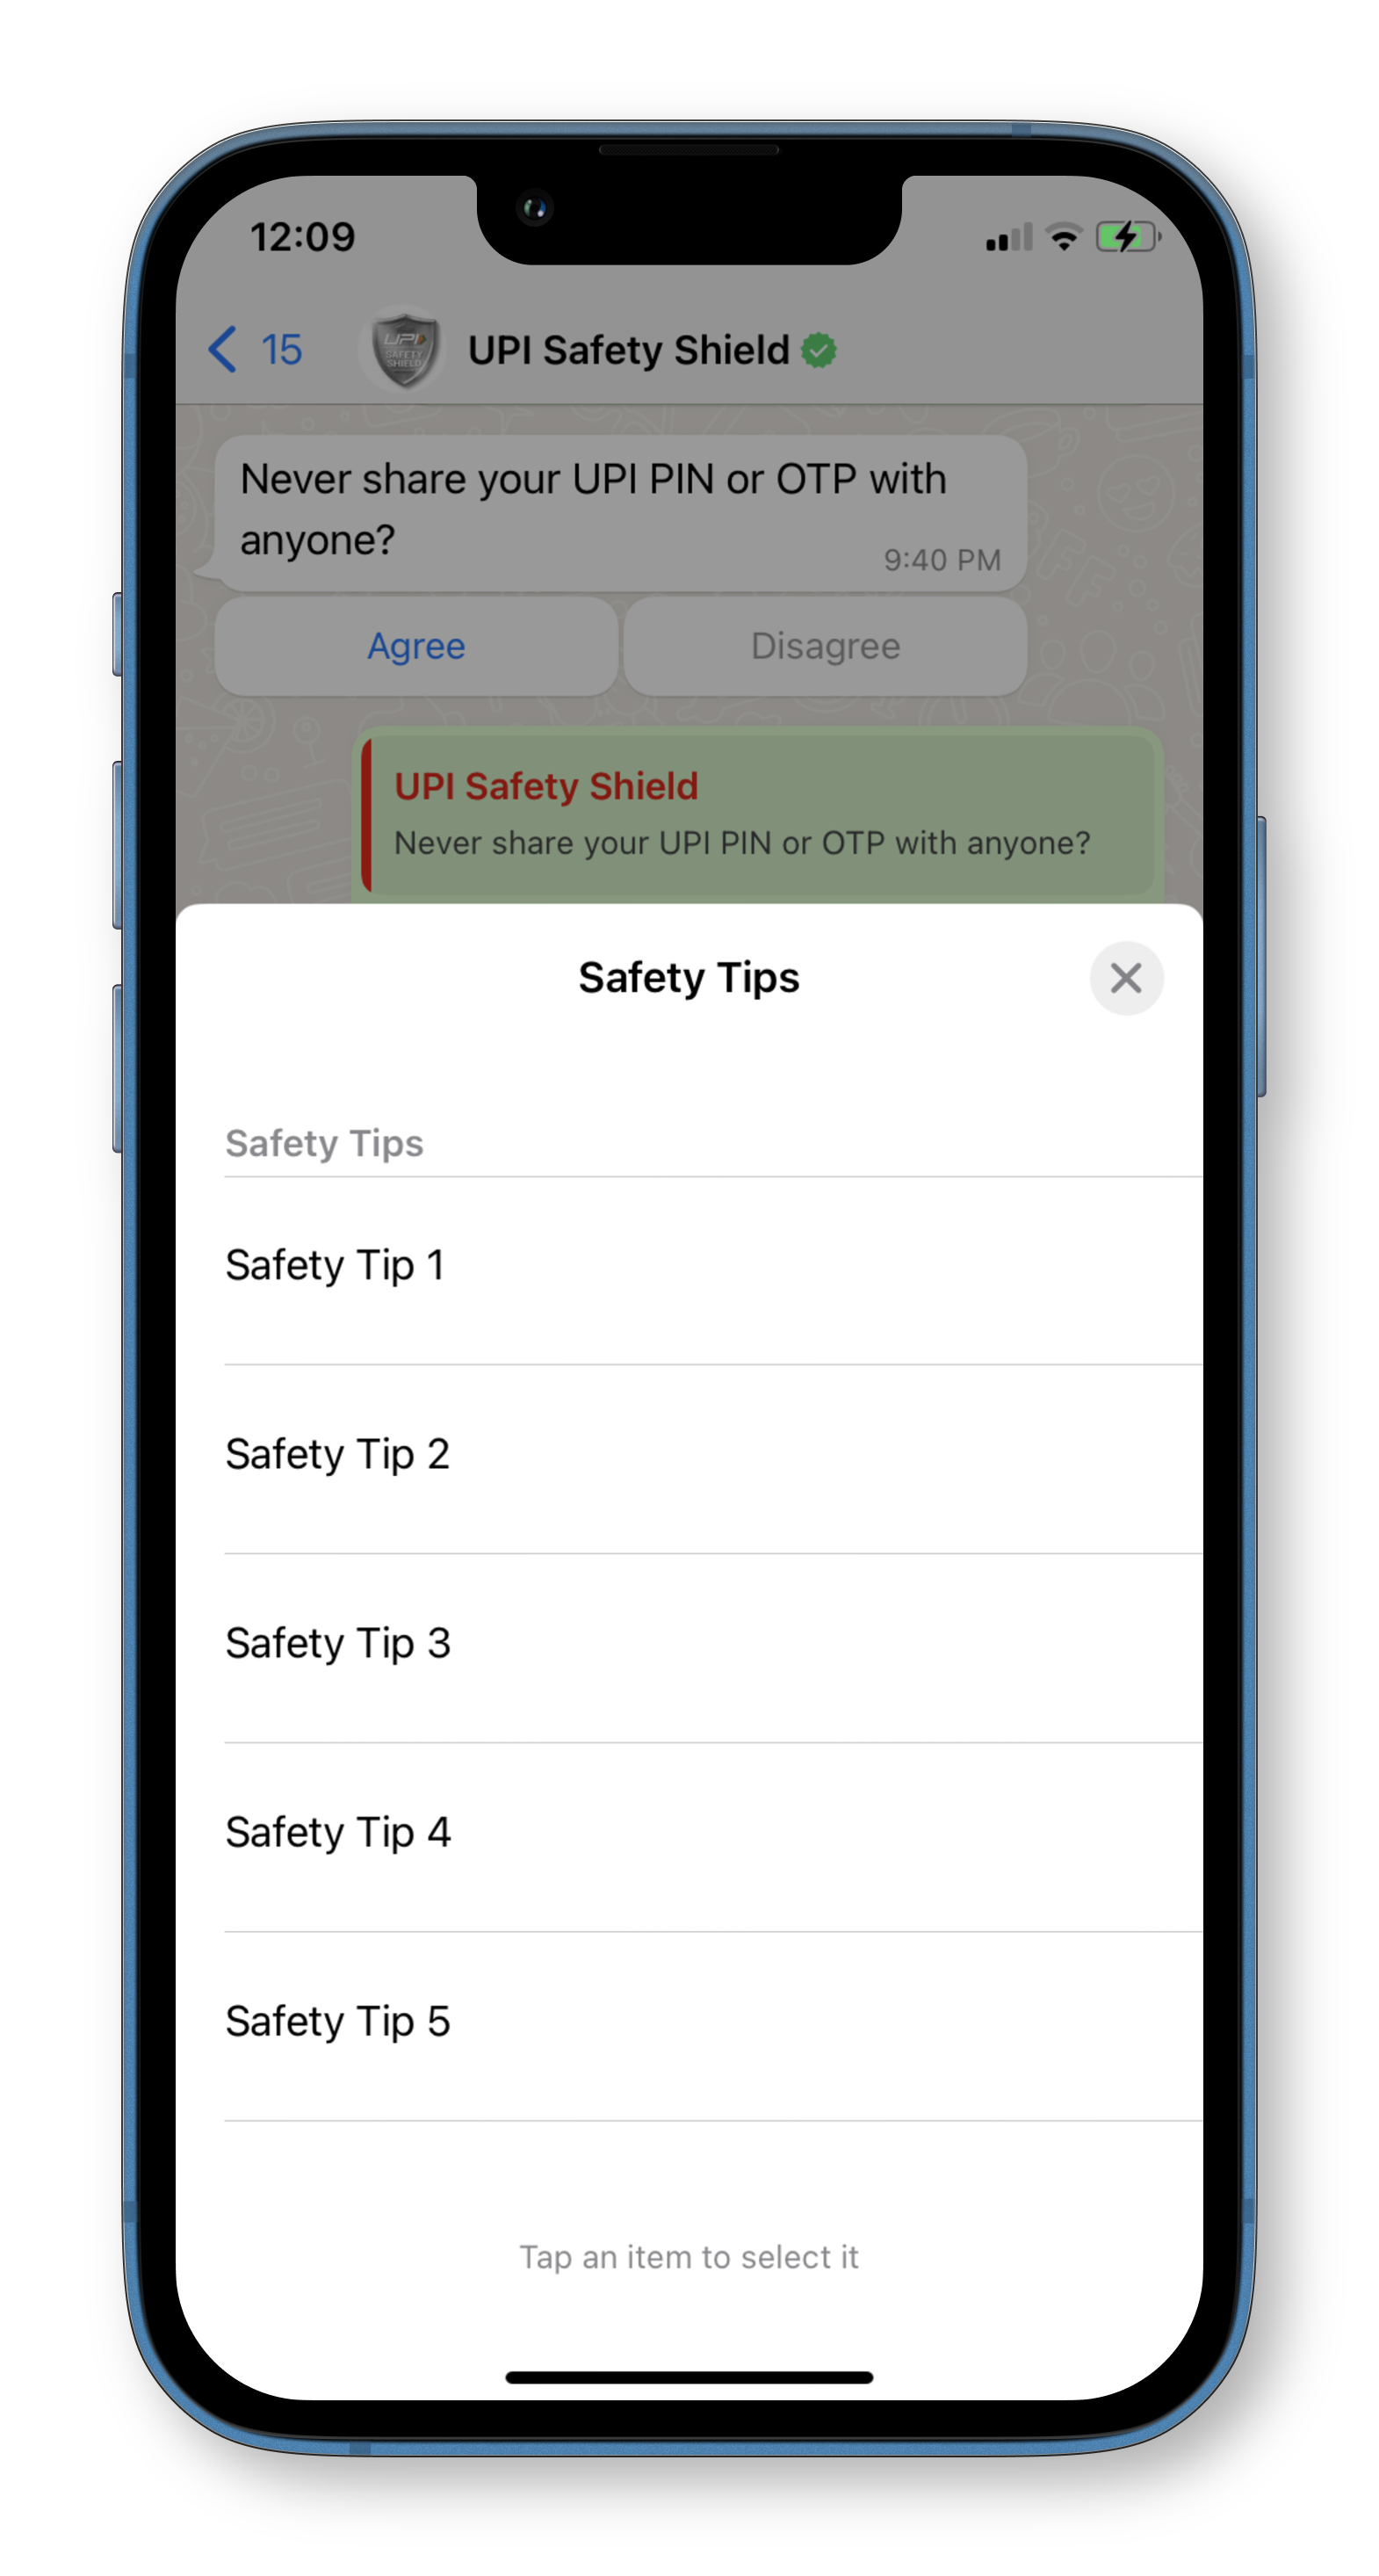 12:09
15
UPI
SAFETY
SHIELD
UPI Safety Shield
Never share your UPI PIN or OTP with
anyone?
9:40 PM
Agree
Disagree
UPI Safety Shield
Never share your UPI PIN or OTP with anyone?
Safety Tips
Safety Tips
Safety Tip 1
Safety Tip 2
Safety Tip 3
Safety Tip 4
Safety Tip 5
Tap an item to select it